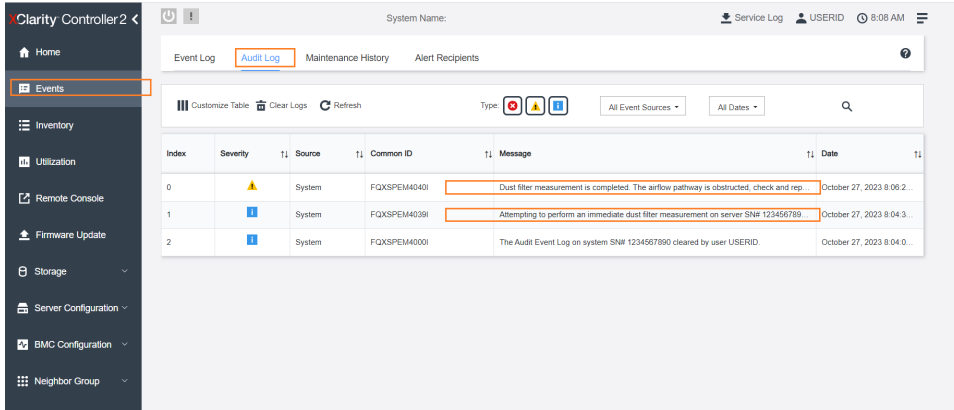 XClarity Controller 2
System Name:
Service Log
USERID
8:08 AM
Home
Events
Inventory
Utilization
Remote Console
Firmware Update
Storage
Server Configuration
BMC Configuration
Neighbor Group
Event Log
Audit Log
Maintenance History
Alert Recipients
Customize Table
Clear Logs
Refresh
Type:
All Event Sources
All Dates
Index Severity Source Common ID Message Date
0 System FQXSPEM4040I Dust filter measurement is completed. The airflow pathway is obstructed, check and rep... October 27, 2023 8:06:2...
1 System FQXSPEM4039I Attempting to perform an immediate dust filter measurement on server SN# 123456789... October 27, 2023 8:04:3...
2 System FQXSPEM4000I The Audit Event Log on system SN# 1234567890 cleared by user USERID. October 27, 2023 8:04:0...